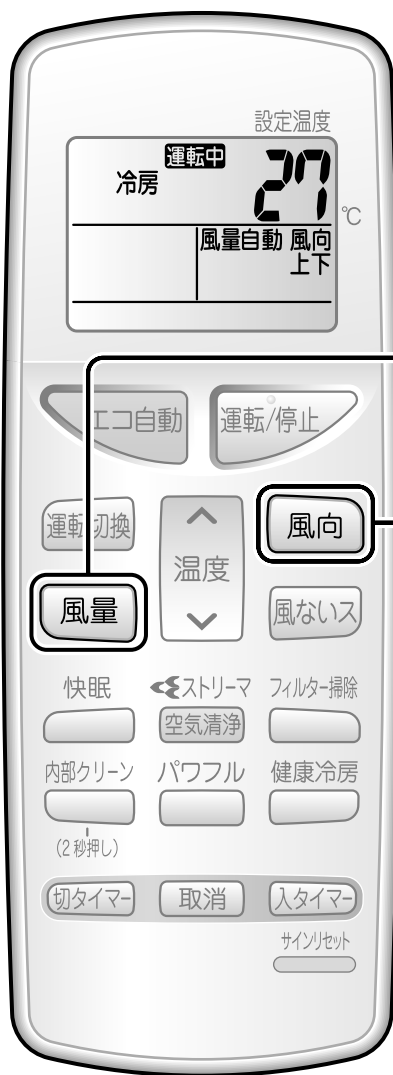 設定温度
運転中
冷房
27
℃
風量自動 風向
上下
エコ自動
運転/停止
運転切換
温度
風向
風量
風ないス
快眠
ストリーマ
フィルター掃除
空気清浄
内部クリーン
パワフル
健康冷房
(2秒押し)
切タイマー
取消
入タイマー
サインリセット